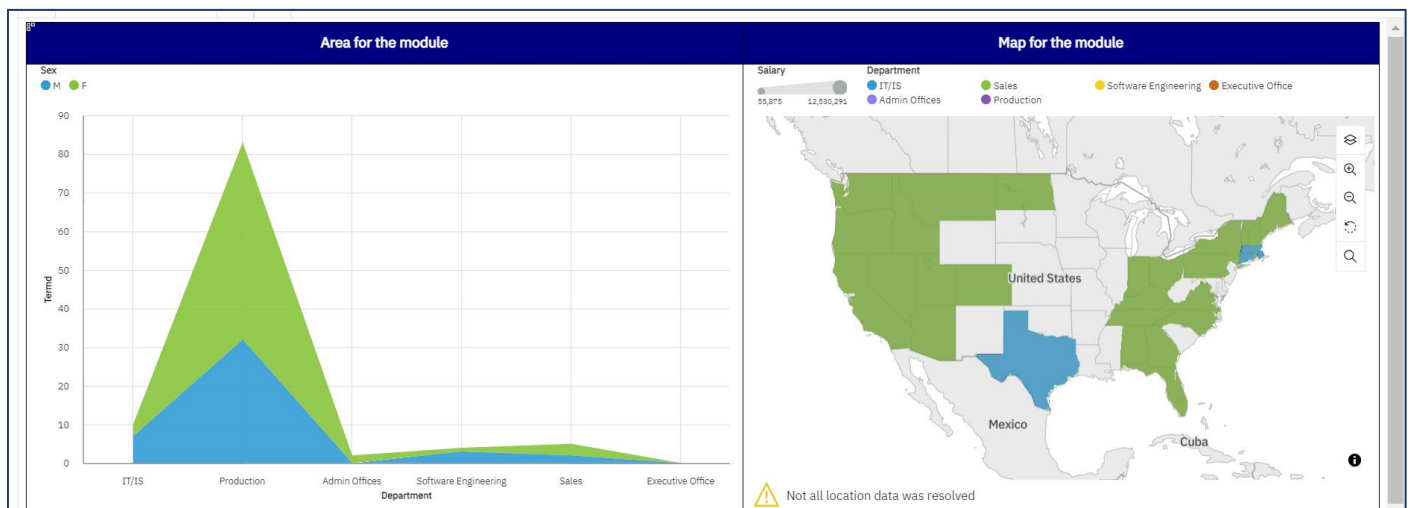 Area for the module
Map for the module
Sex
M F
Termd
90
80
70
60
50
40
30
20
10
0
IT/IS Production Admin Offices Software Engineering Sales Executive Office
Department
Salary
55,875 12,530,291
Department
IT/IS Sales Software Engineering Executive Office
Admin Offices Production
United States
Mexico
Cuba
Not all location data was resolved